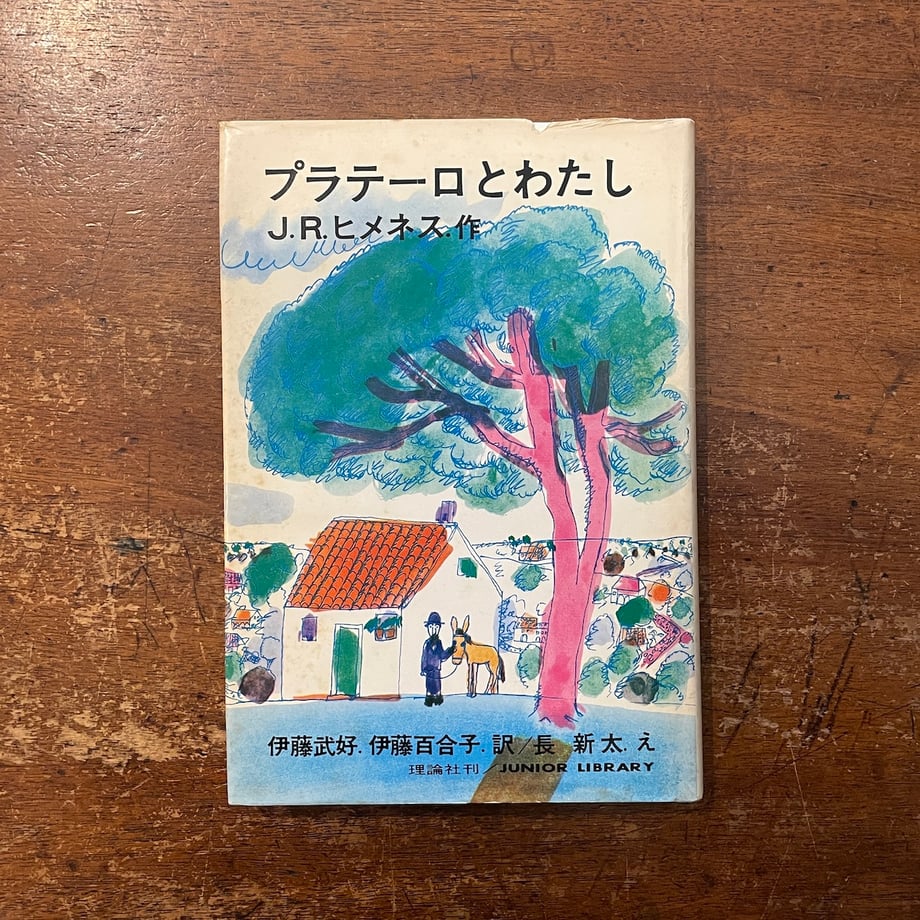 プラテーロとわたし
J.R.ヒメネス.作
伊藤武好.伊藤百合子.訳/長 新太.え
理論社刊/JUNIOR LIBRARY